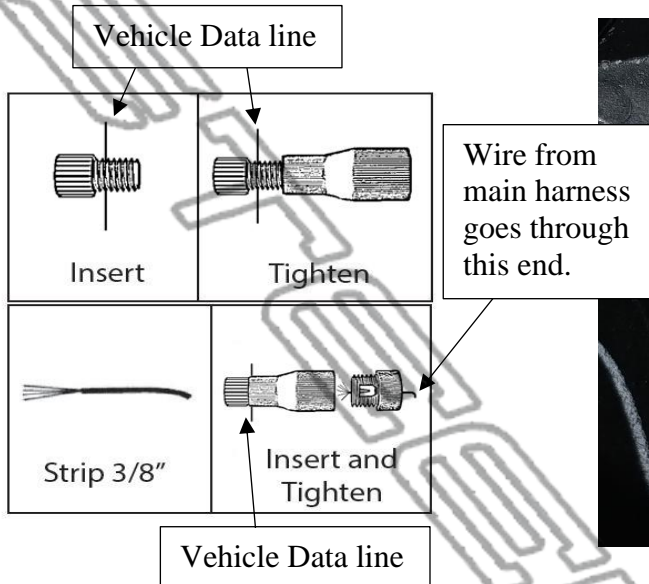 Vehicle Data line
Insert
Tighten
Wire from
main harness
goes through
this end.
Strip 3/8"
Insert and
Tighten
Vehicle Data line